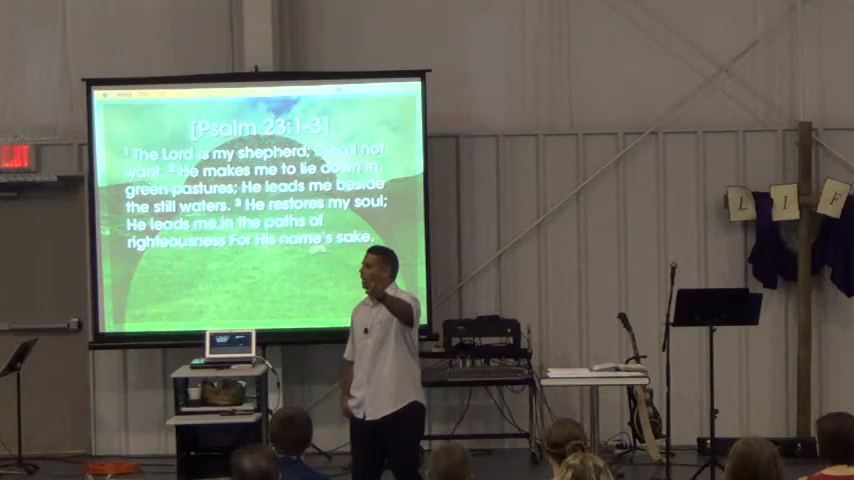 [Psalm 23:1-3]
1 The Lord is my shepherd; I shall not
want. 2 He makes me to lie down in
green pastures; He leads me beside
the still waters. 3 He restores my soul;
He leads me in the paths of
righteousness For His name's sake.
EXIT
L I F